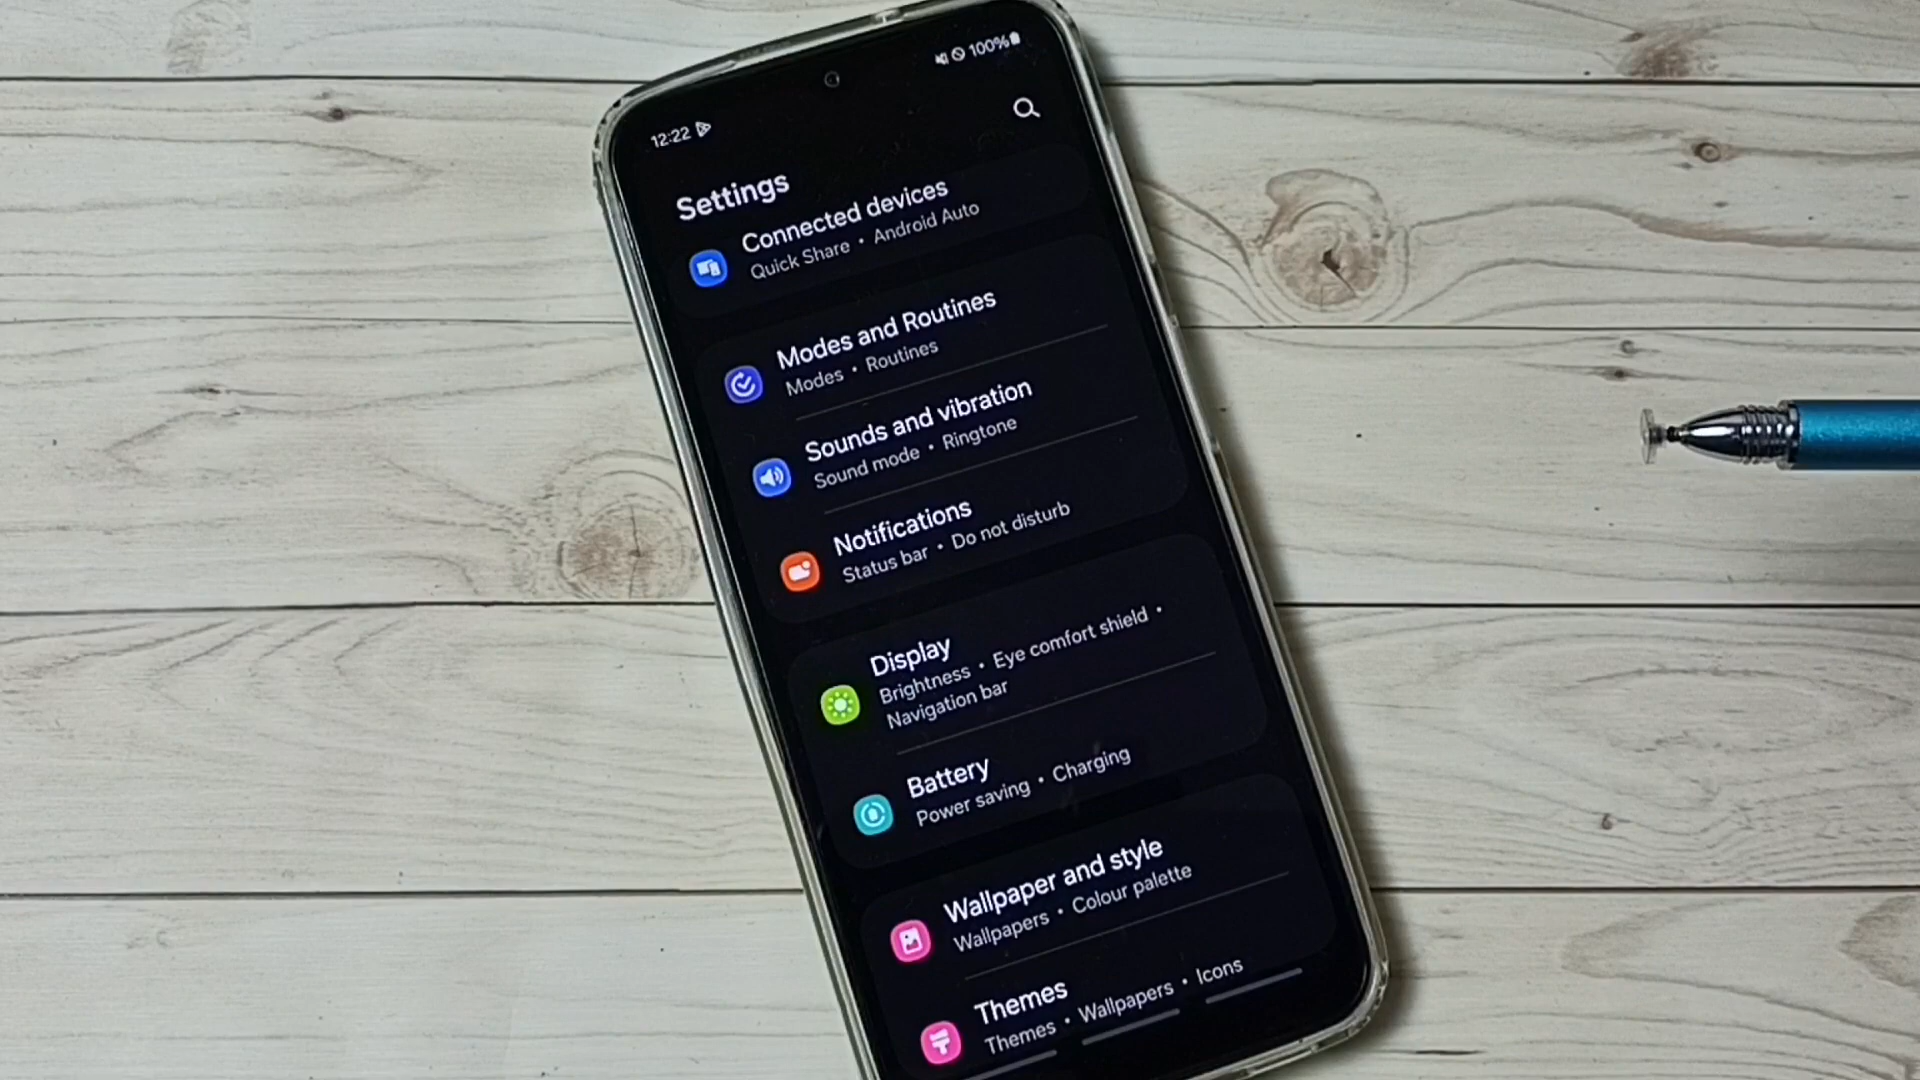 12:22
100%
Settings
Connected devices
Quick Share • Android Auto
Modes and Routines
Modes • Routines
Sounds and vibration
Sound mode • Ringtone
Notifications
Status bar • Do not disturb
Display
Brightness • Eye comfort shield •
Navigation bar
Battery
Power saving • Charging
Wallpaper and style
Wallpapers • Colour palette
Themes
Themes • Wallpapers • Icons